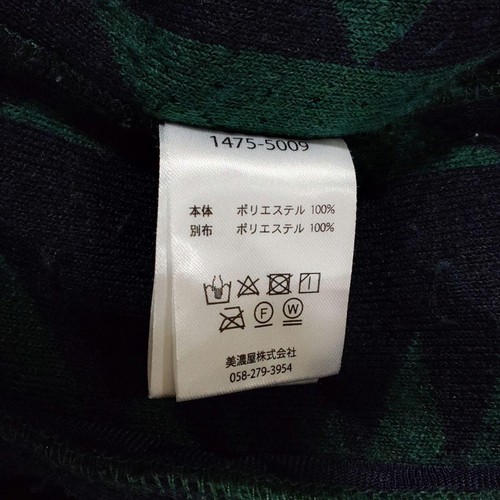 1475-5009
本体 ポリエステル 100%
別布 ポリエステル 100%
F W
美濃屋株式会社
058-279-3954